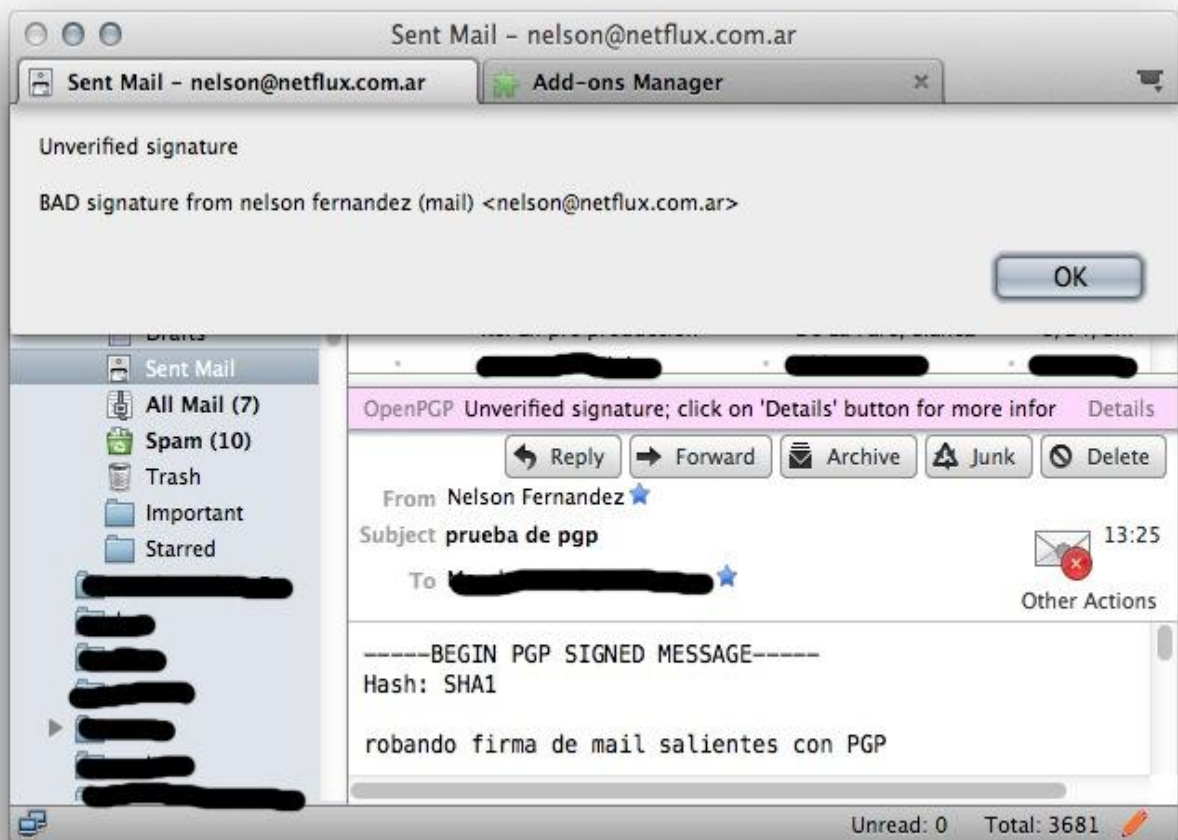 Sent Mail – nelson@netflux.com.ar
Sent Mail – nelson@netflux.com.ar
Add-ons Manager
Unverified signature
BAD signature from nelson fernandez (mail) <nelson@netflux.com.ar>
OK
Drafts
Sent Mail
All Mail (7)
Spam (10)
Trash
Important
Starred
OpenPGP Unverified signature; click on 'Details' button for more infor Details
Reply Forward Archive Junk Delete
From Nelson Fernandez
Subject prueba de pgp
13:25
To
Other Actions
-----BEGIN PGP SIGNED MESSAGE-----
Hash: SHA1
robando firma de mail salientes con PGP
Unread: 0 Total: 3681